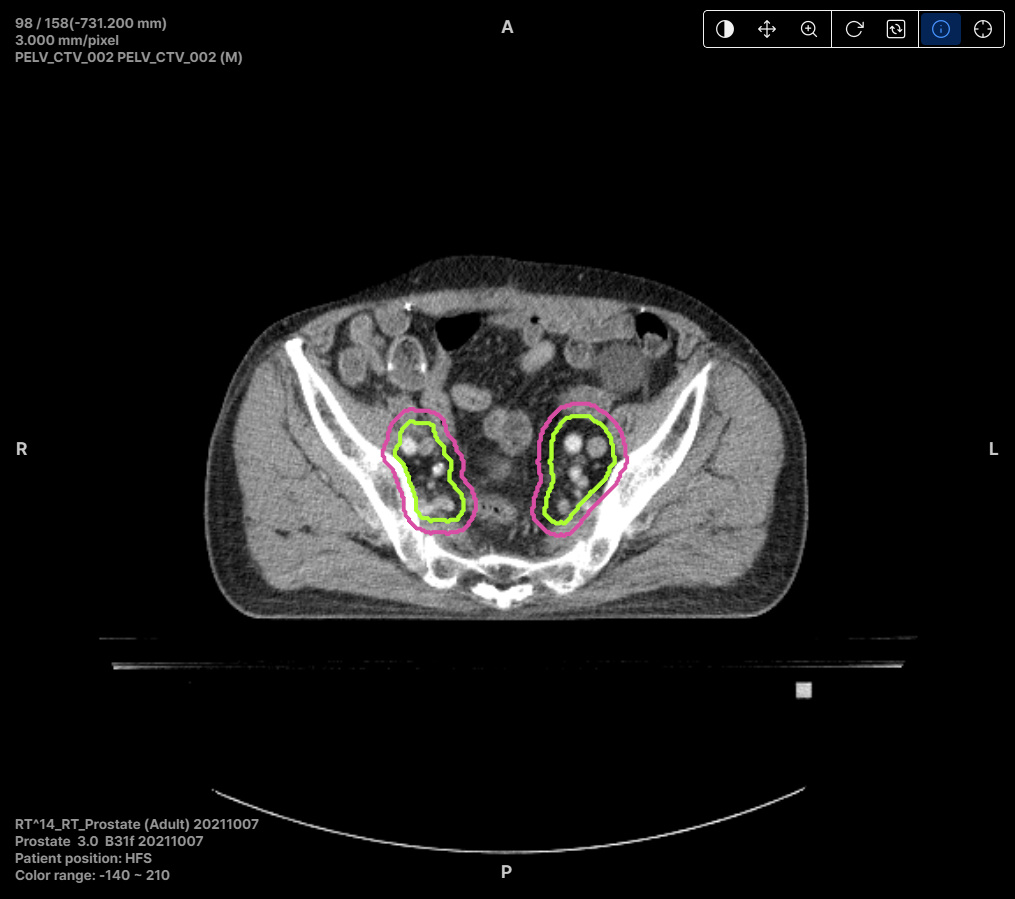 98 / 158(-731.200 mm)
3.000 mm/pixel
PELV_CTV_002 PELV_CTV_002 (M)
A
R
L
RT^14_RT_Prostate (Adult) 20211007
Prostate  3.0  B31f 20211007
Patient position: HFS
Color range: -140 ~ 210
P